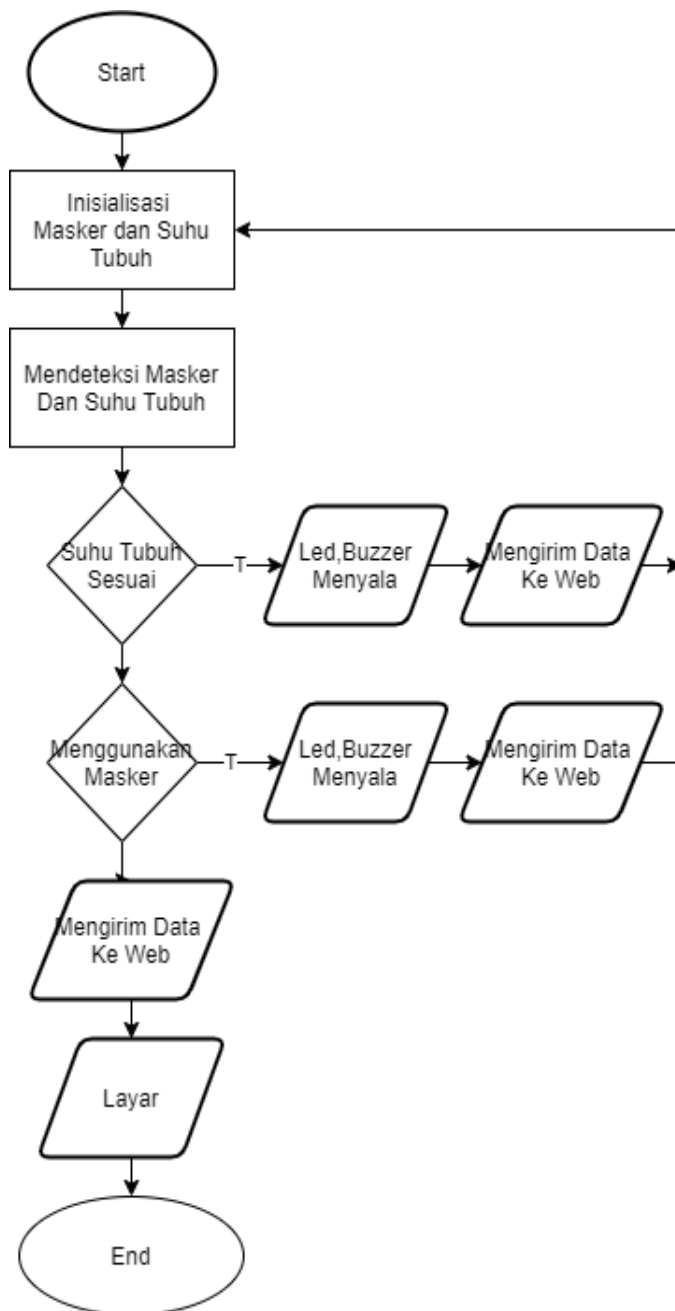 Start
Inisialisasi
Masker dan Suhu
Tubuh
Mendeteksi Masker
Dan Suhu Tubuh
Suhu Tubuh
Sesuai
T
Led,Buzzer
Menyala
Mengirim Data
Ke Web
Menggunakan
Masker
T
Led,Buzzer
Menyala
Mengirim Data
Ke Web
Mengirim Data
Ke Web
Layar
End